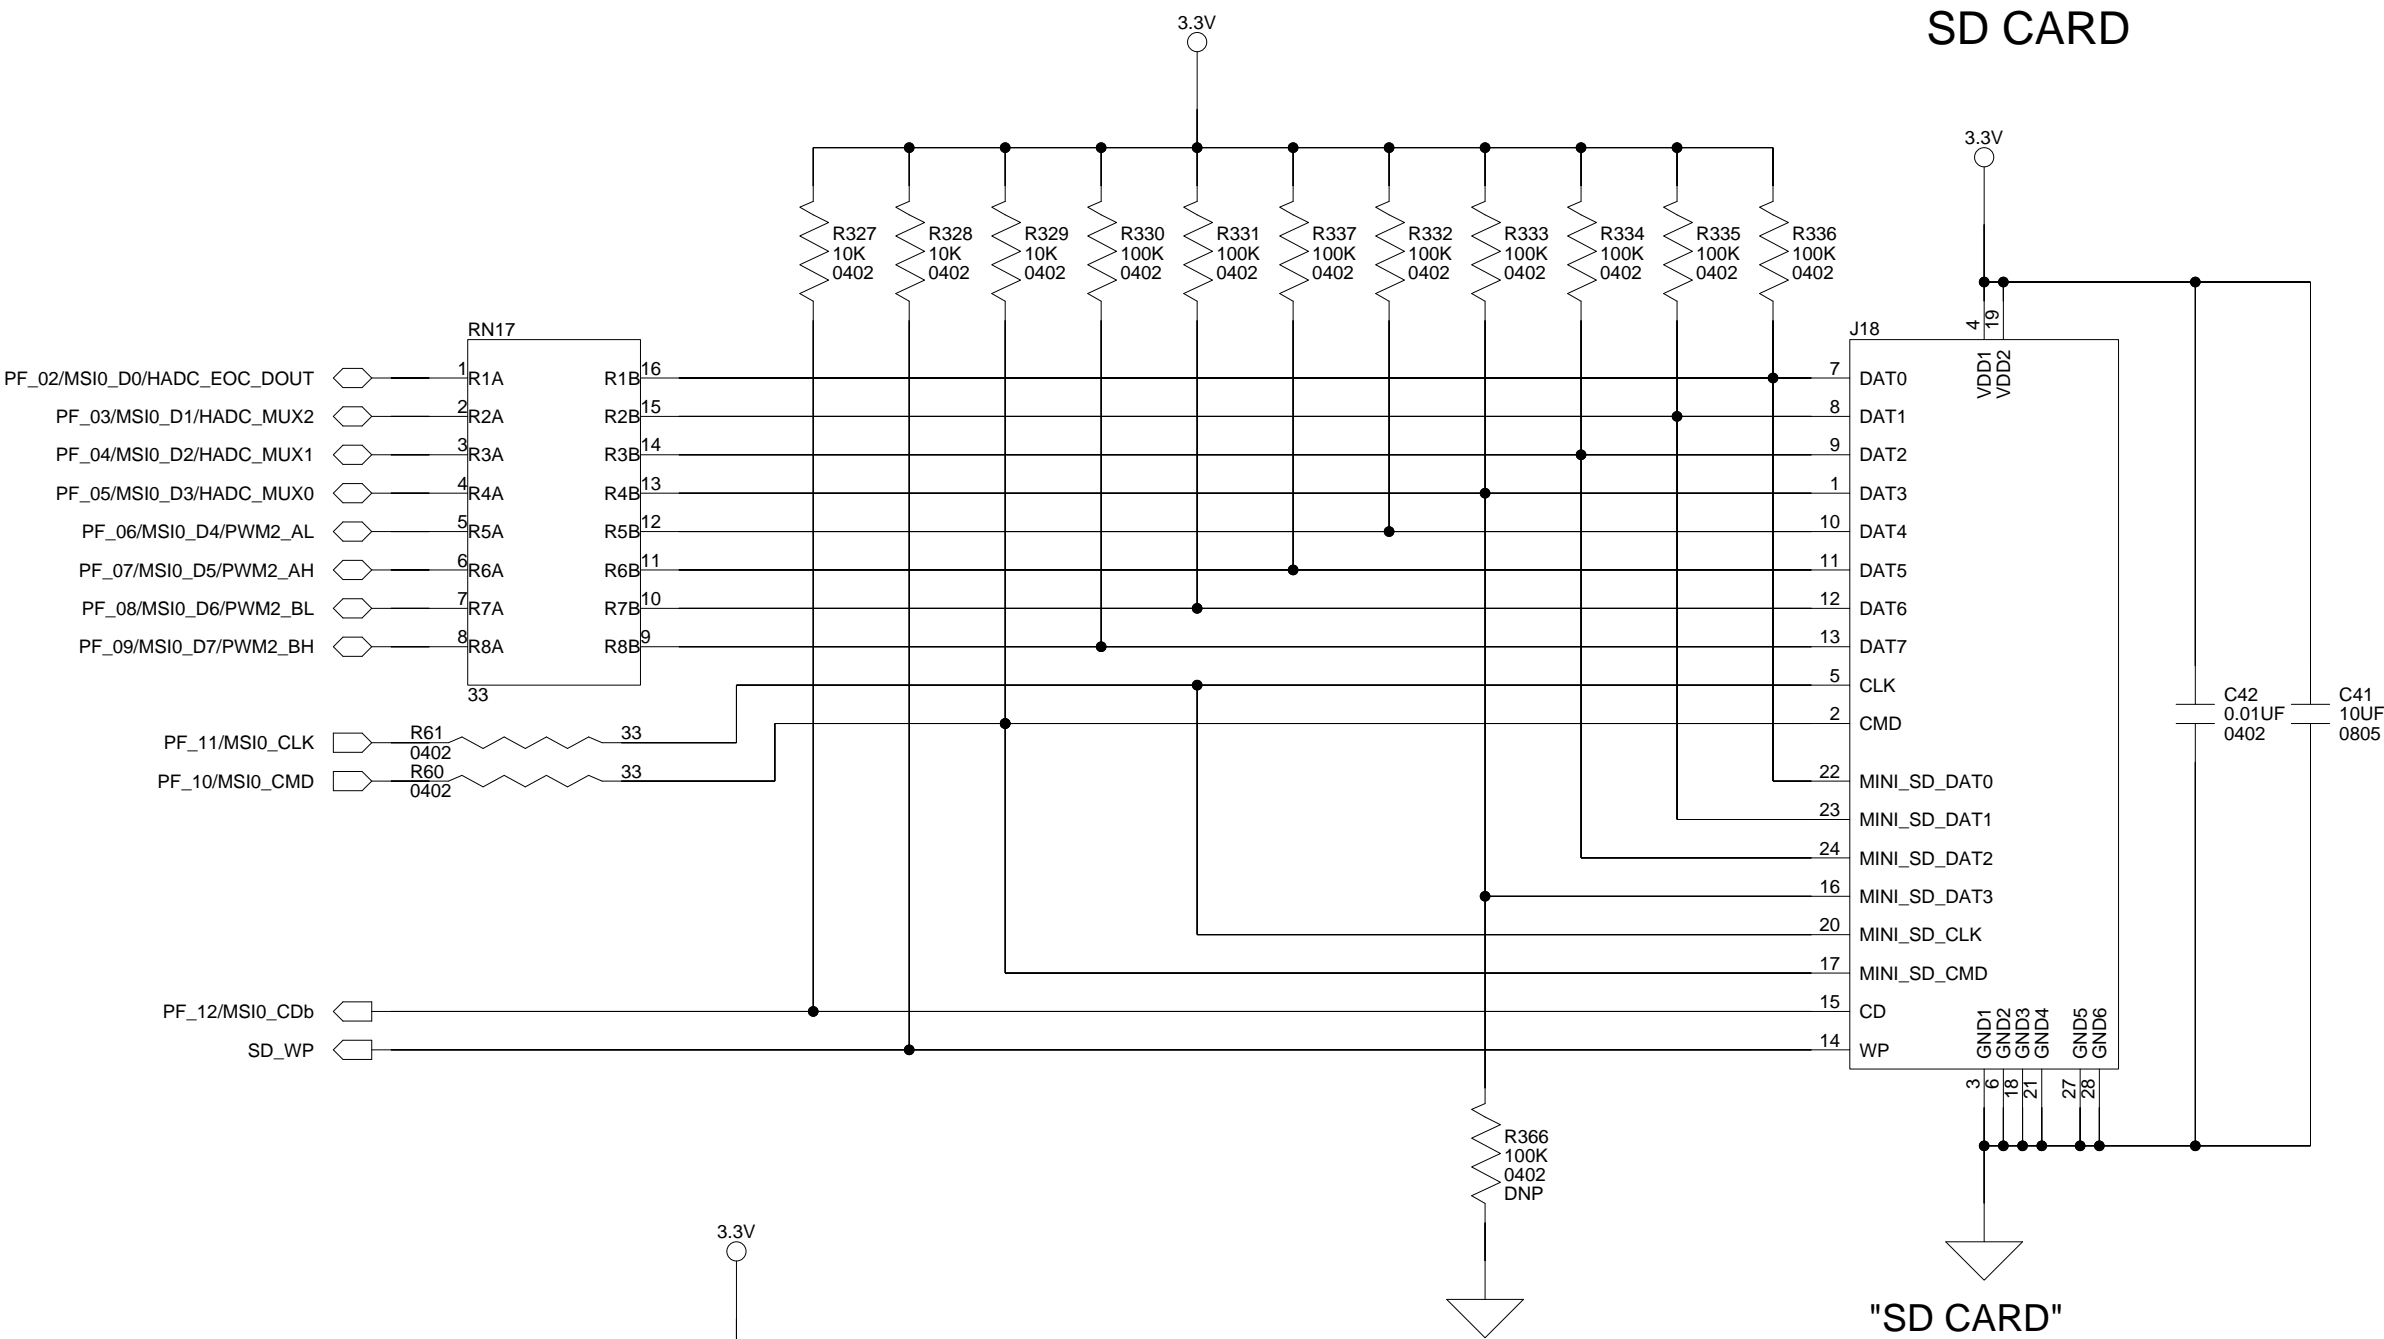 SD CARD
3.3V
3.3V
R327
10K
0402
R328
10K
0402
R329
10K
0402
R330
100K
0402
R331
100K
0402
R337
100K
0402
R332
100K
0402
R333
100K
0402
R334
100K
0402
R335
100K
0402
R336
100K
0402
RN17
J18
4 19
VDD1
VDD2
PF_02/MSI0_D0/HADC_EOC_DOUT 1 R1A R1B 16 7 DAT0
PF_03/MSI0_D1/HADC_MUX2 2 R2A R2B 15 8 DAT1
PF_04/MSI0_D2/HADC_MUX1 3 R3A R3B 14 9 DAT2
PF_05/MSI0_D3/HADC_MUX0 4 R4A R4B 13 1 DAT3
PF_06/MSI0_D4/PWM2_AL 5 R5A R5B 12 10 DAT4
PF_07/MSI0_D5/PWM2_AH 6 R6A R6B 11 11 DAT5
PF_08/MSI0_D6/PWM2_BL 7 R7A R7B 10 12 DAT6
PF_09/MSI0_D7/PWM2_BH 8 R8A R8B 9 13 DAT7
33
5 CLK
2 CMD
PF_11/MSI0_CLK R61 33
0402
PF_10/MSI0_CMD R60 33
0402
C42
0.01UF
0402
C41
10UF
0805
22 MINI_SD_DAT0
23 MINI_SD_DAT1
24 MINI_SD_DAT2
16 MINI_SD_DAT3
20 MINI_SD_CLK
17 MINI_SD_CMD
PF_12/MSI0_CDb 15 CD
SD_WP 14 WP
GND1
GND2
GND3
GND4
GND5
GND6
3 6 18 21 27 28
R366
100K
0402
DNP
3.3V
"SD CARD"